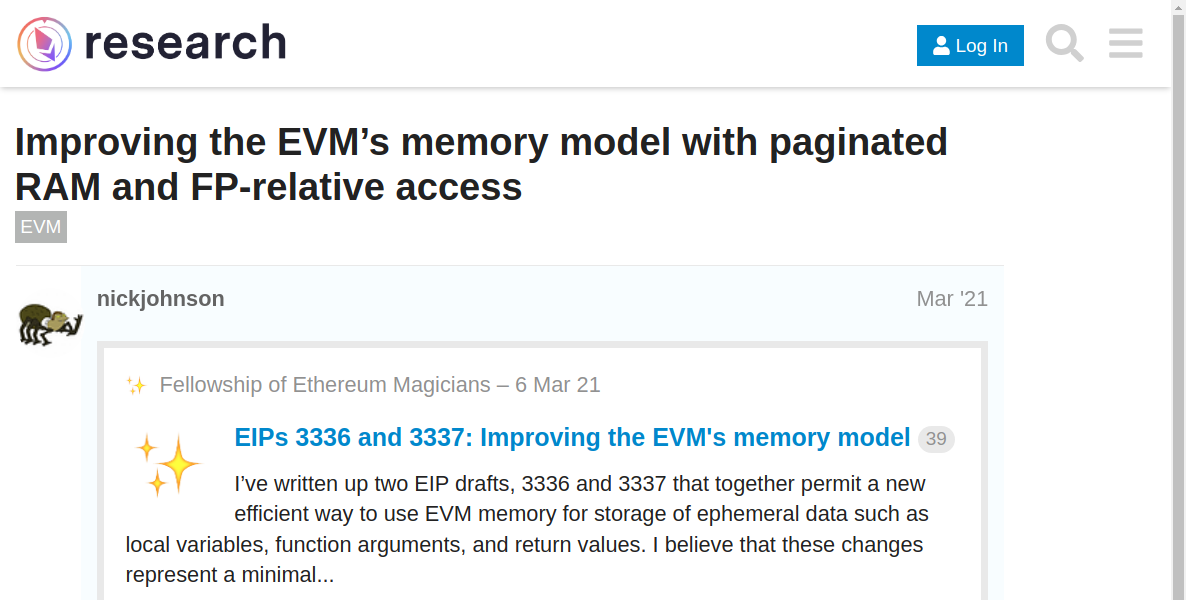 research
Log In
Improving the EVM’s memory model with paginated
RAM and FP-relative access
EVM
nickjohnson
Mar '21
Fellowship of Ethereum Magicians – 6 Mar 21
EIPs 3336 and 3337: Improving the EVM's memory model 39
I’ve written up two EIP drafts, 3336 and 3337 that together permit a new
efficient way to use EVM memory for storage of ephemeral data such as
local variables, function arguments, and return values. I believe that these changes
represent a minimal...